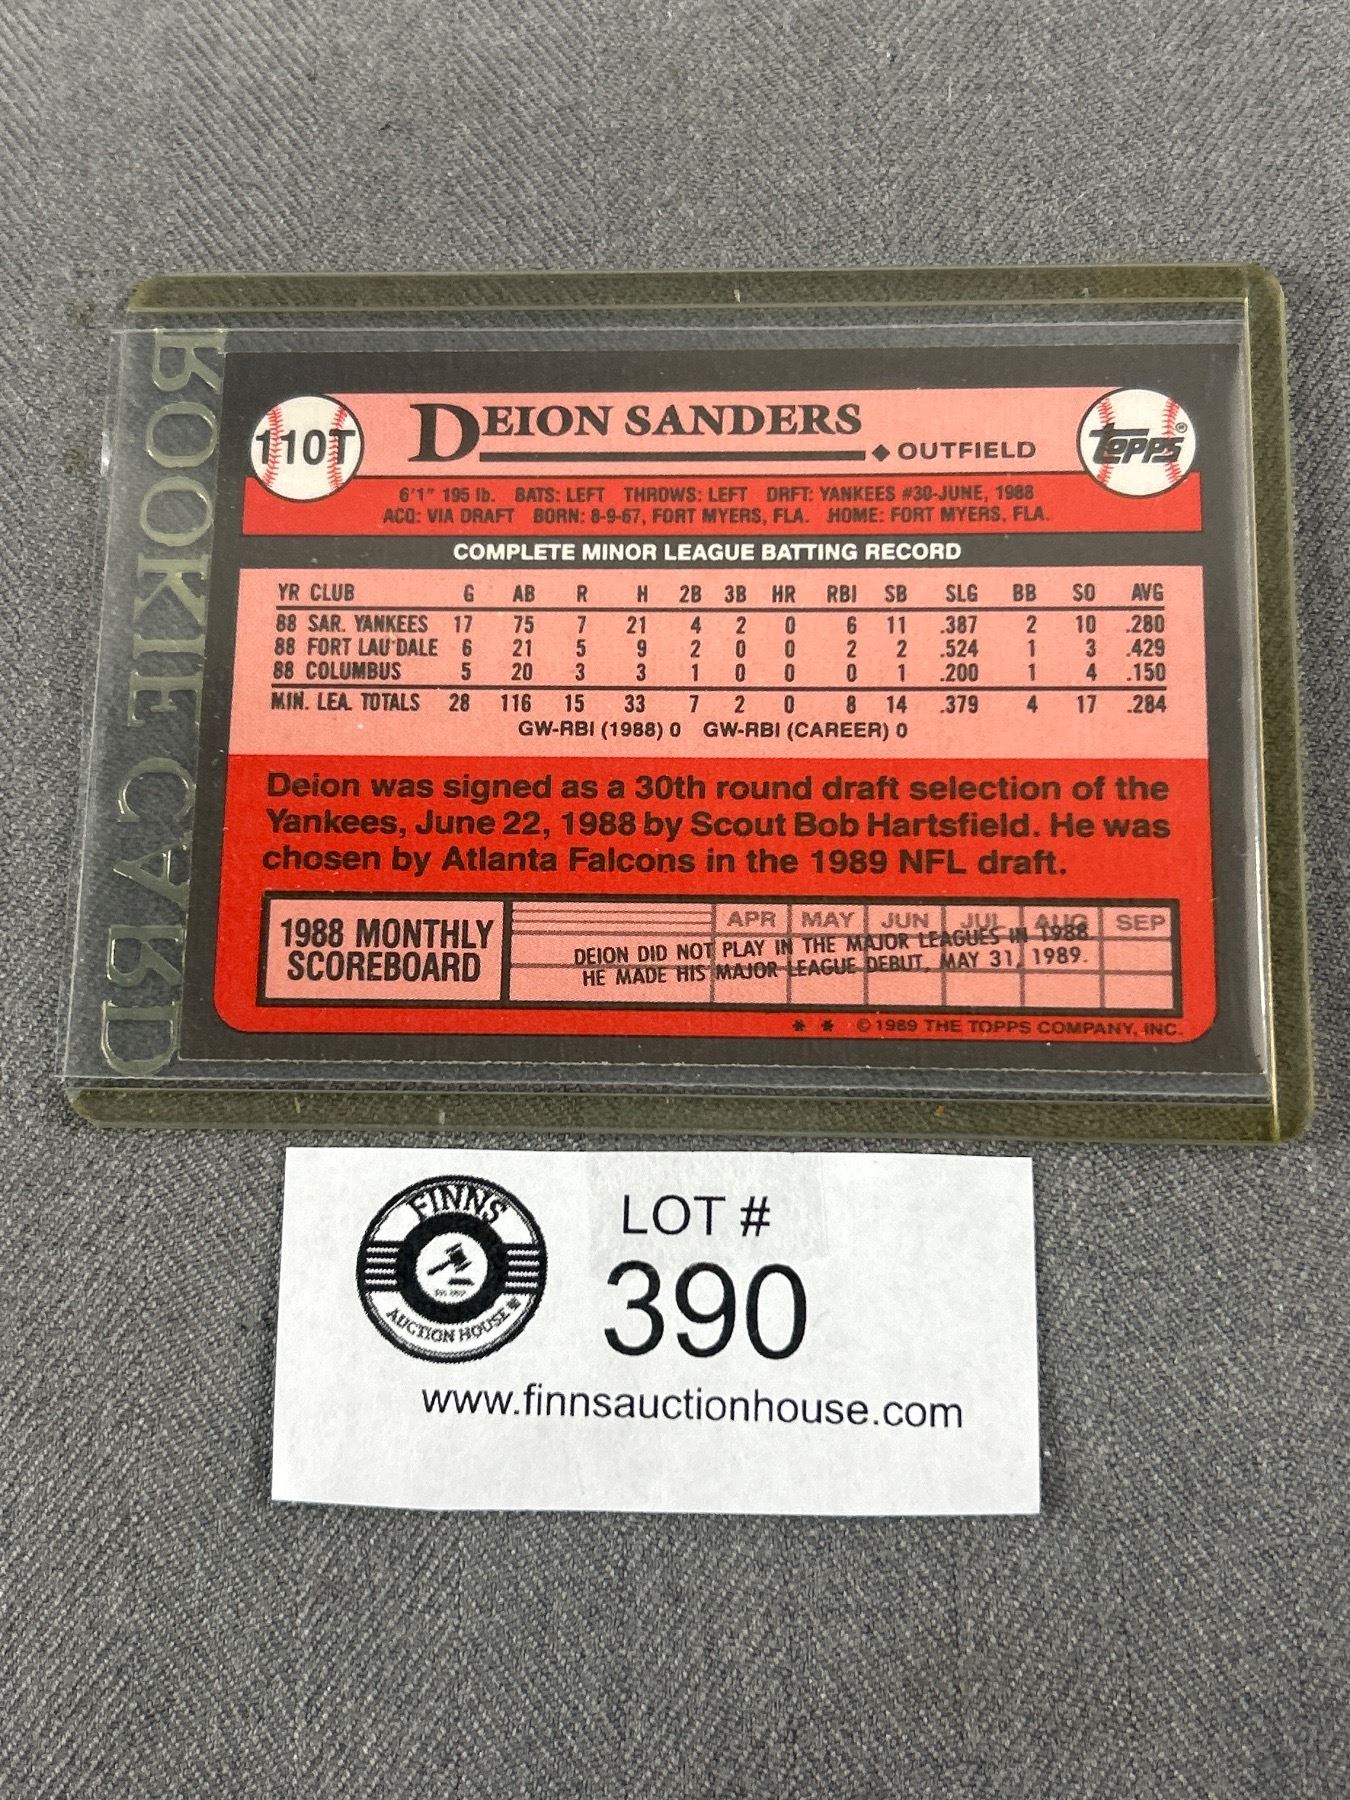 ROOKIE CARD
110T
DEION SANDERS
◆ OUTFIELD
TOPPS®
6'1" 195 lb. BATS: LEFT THROWS: LEFT DRFT: YANKEES #30-JUNE, 1988
ACQ: VIA DRAFT BORN: 8-9-67, FORT MYERS, FLA. HOME: FORT MYERS, FLA.
COMPLETE MINOR LEAGUE BATTING RECORD
YR CLUB G AB R H 2B 3B HR RBI SB SLG BB SO AVG
88 SAR. YANKEES 17 75 7 21 4 2 0 6 11 .387 2 10 .280
88 FORT LAU'DALE 6 21 5 9 2 0 0 2 2 .524 1 3 .429
88 COLUMBUS 5 20 3 3 1 0 0 0 1 .200 1 4 .150
MIN. LEA. TOTALS 28 116 15 33 7 2 0 8 14 .379 4 17 .284
GW-RBI (1988) 0 GW-RBI (CAREER) 0
Deion was signed as a 30th round draft selection of the
Yankees, June 22, 1988 by Scout Bob Hartsfield. He was
chosen by Atlanta Falcons in the 1989 NFL draft.
1988 MONTHLY
SCOREBOARD
APR MAY JUN JUL AUG SEP
DEION DID NOT PLAY IN THE MAJOR LEAGUES IN 1988
HE MADE HIS MAJOR LEAGUE DEBUT, MAY 31, 1989.
* * © 1989 THE TOPPS COMPANY, INC.
FINNS
AUCTION HOUSE
LOT #
390
www.finnsauctionhouse.com